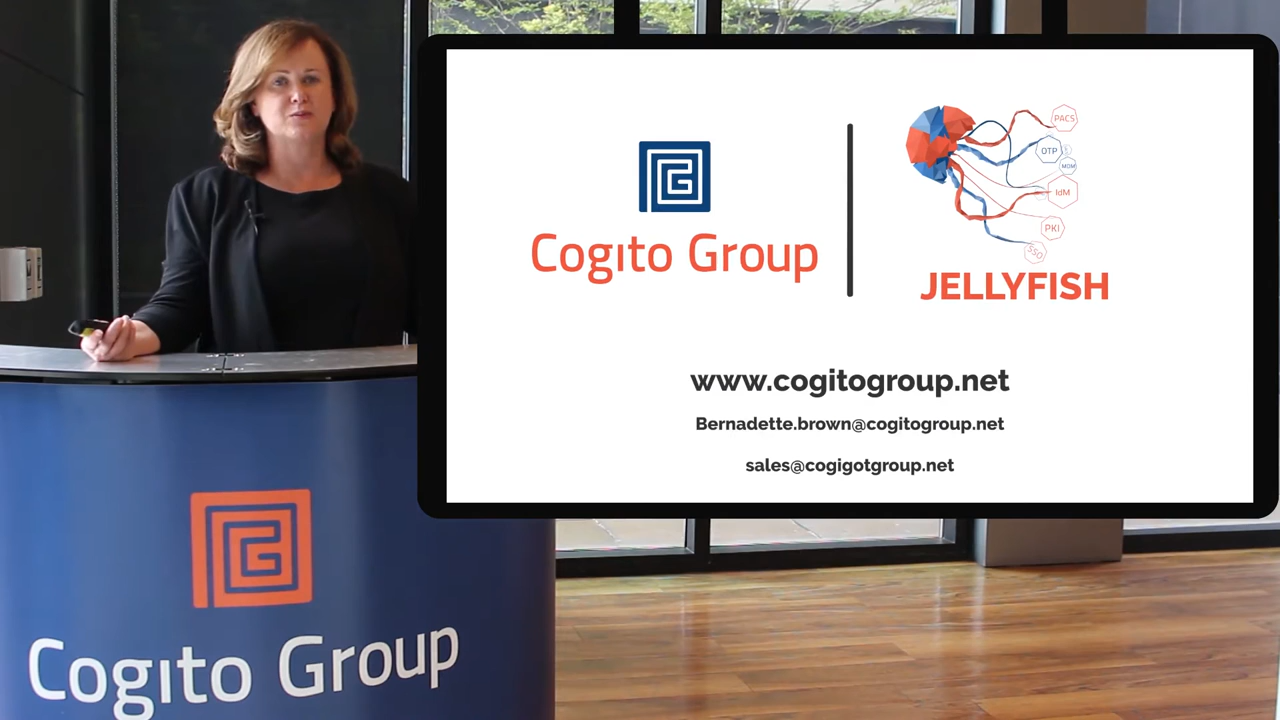 PACS
OTP
MDM
IdM
PKI
SSO
Cogito Group
JELLYFISH
www.cogitogroup.net
Bernadette.brown@cogitogroup.net
sales@cogigotgroup.net
Cogito Group